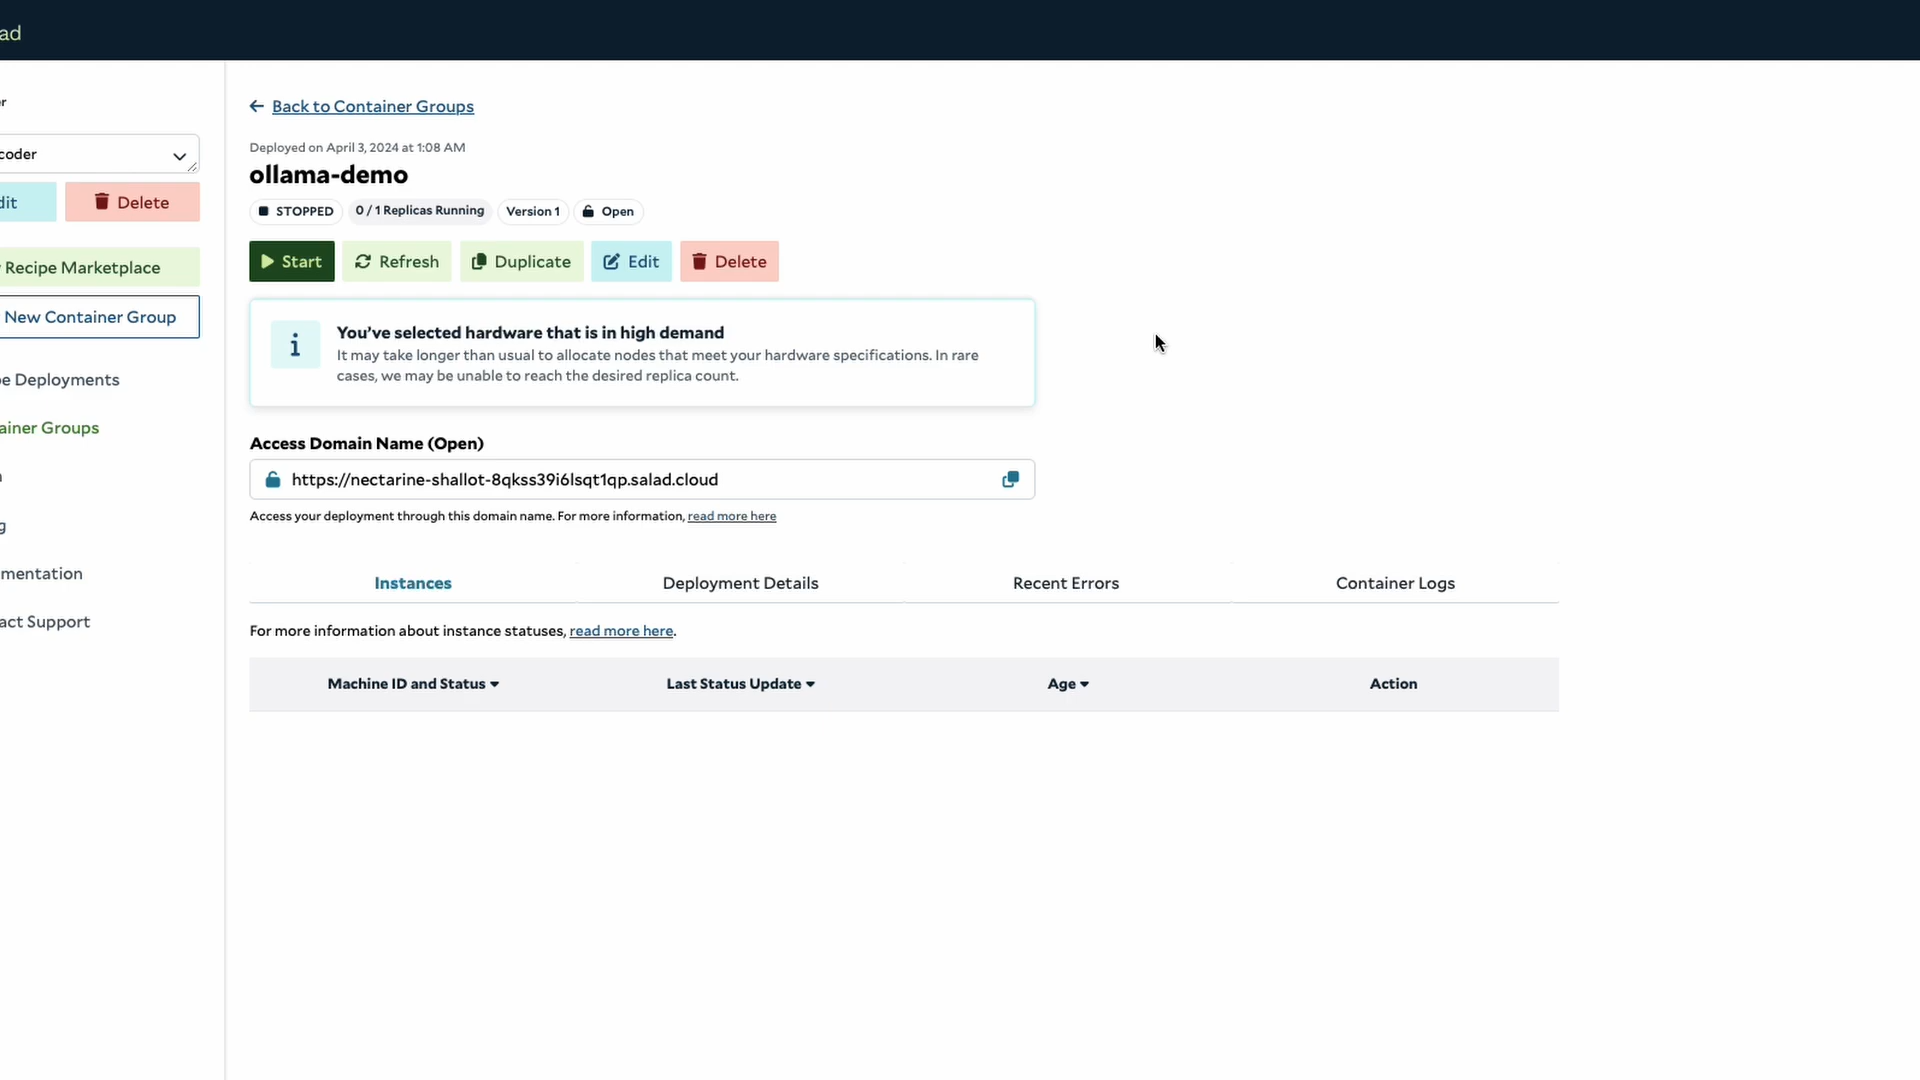 ad
← Back to Container Groups
Deployed on April 3, 2024 at 1:08 AM
ollama-demo
STOPPED
0 / 1 Replicas Running
Version 1
Open
Start
Refresh
Duplicate
Edit
Delete
You’ve selected hardware that is in high demand
It may take longer than usual to allocate nodes that meet your hardware specifications. In rare
cases, we may be unable to reach the desired replica count.
Access Domain Name (Open)
https://nectarine-shallot-8qkss39i6lsqt1qp.salad.cloud
Access your deployment through this domain name. For more information, read more here
Instances
Deployment Details
Recent Errors
Container Logs
For more information about instance statuses, read more here.
Machine ID and Status
Last Status Update
Age
Action
er
coder
dit
Delete
Recipe Marketplace
New Container Group
pe Deployments
ainer Groups
g
mentation
act Support